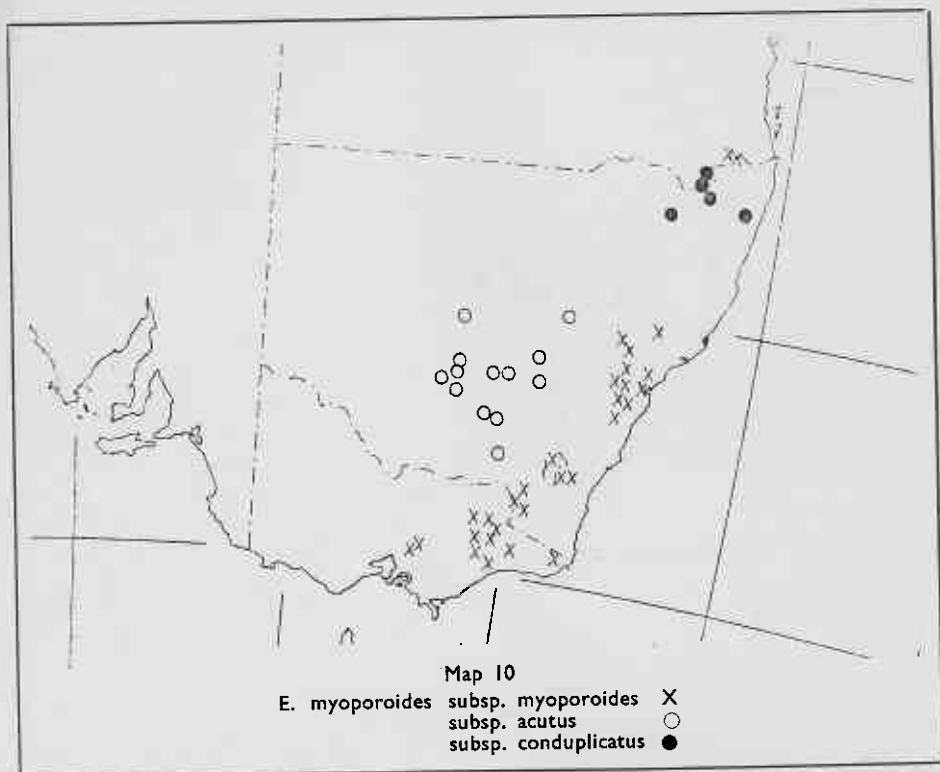 Map 10
E. myoporoides subsp. myoporoides X
subsp. acutus ○
subsp. conduplicatus ●